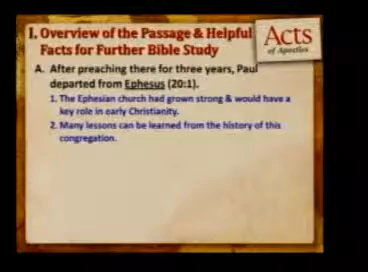 I. Overview of the Passage & Helpful
Facts for Further Bible Study
Acts
of Apostles
A. After preaching there for three years, Paul
departed from Ephesus (20:1).
1. The Ephesian church had grown strong & would have a
key role in early Christianity.
2. Many lessons can be learned from the history of this
congregation.